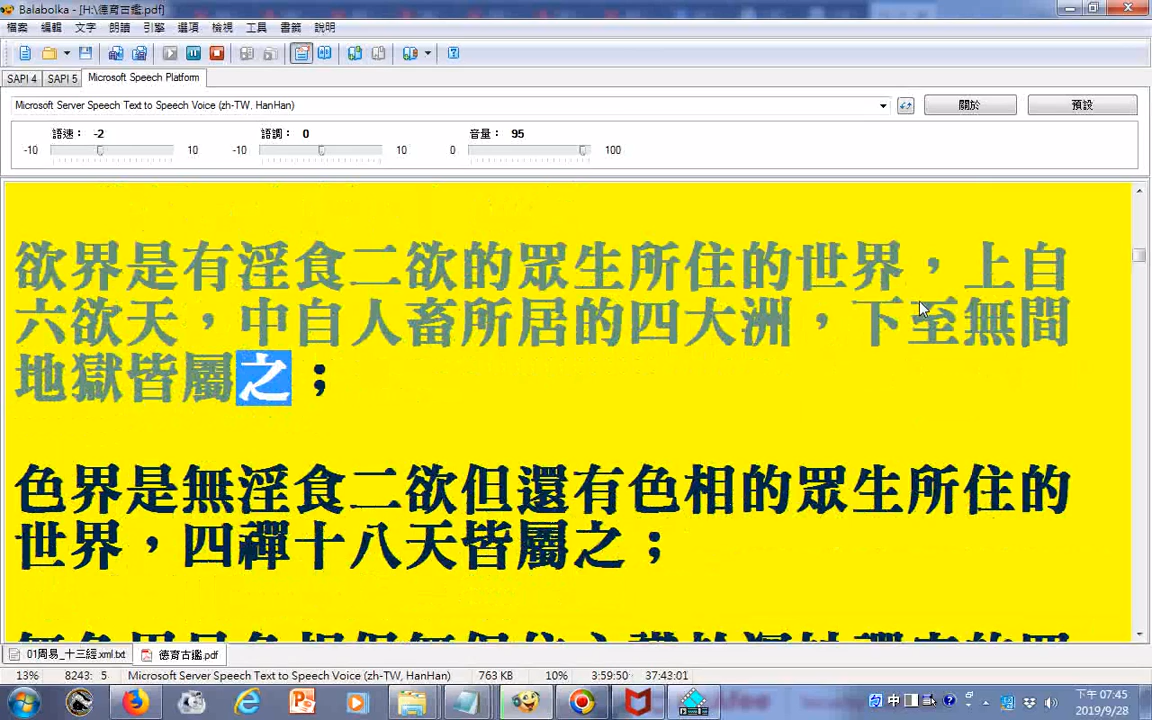 Balabolka - [H:\德育古鑑.pdf]
檔案 編輯 文字 朗讀 引擎 選項 檢視 工具 書籤 說明
SAPI 4 SAPI 5 Microsoft Speech Platform
Microsoft Server Speech Text to Speech Voice (zh-TW, HanHan) 關於 預設
語速： -2 語調： 0 音量： 95
-10 10 -10 10 0 100
欲界是有淫食二欲的眾生所住的世界，上自
六欲天，中自人畜所居的四大洲，下至無間
地獄皆屬之；
色界是無淫食二欲但還有色相的眾生所住的
世界，四禪十八天皆屬之；
01周易_十三經.xml.txt 德育古鑑.pdf
13% 8243: 5 Microsoft Server Speech Text to Speech Voice (zh-TW, HanHan) 763 KB 10% 3:59:50 37:43:01
中 下午 07:45
2019/9/28